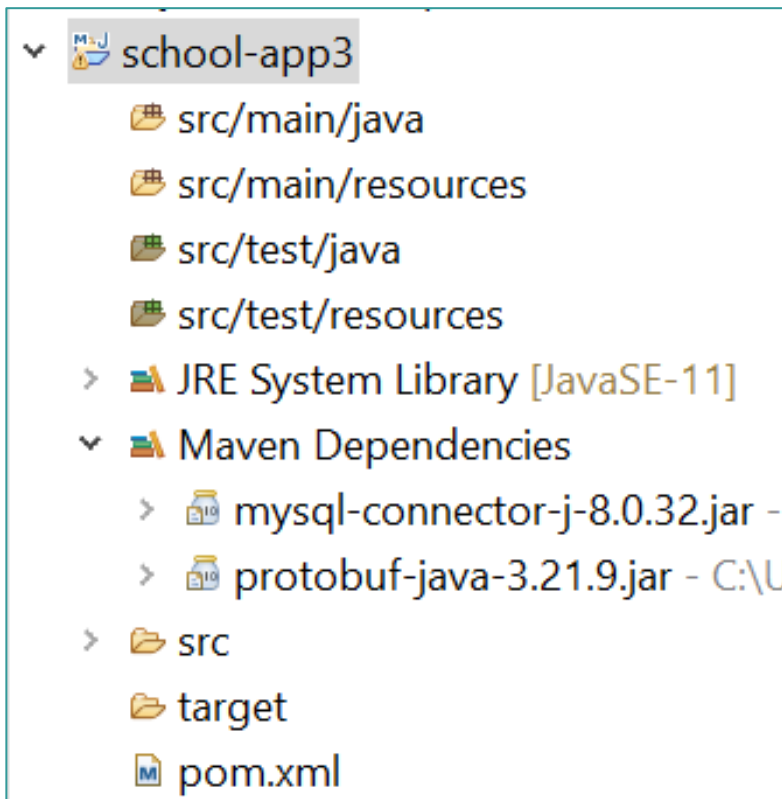 school-app3
src/main/java
src/main/resources
src/test/java
src/test/resources
JRE System Library [JavaSE-11]
Maven Dependencies
mysql-connector-j-8.0.32.jar -
protobuf-java-3.21.9.jar - C:\U
src
target
pom.xml